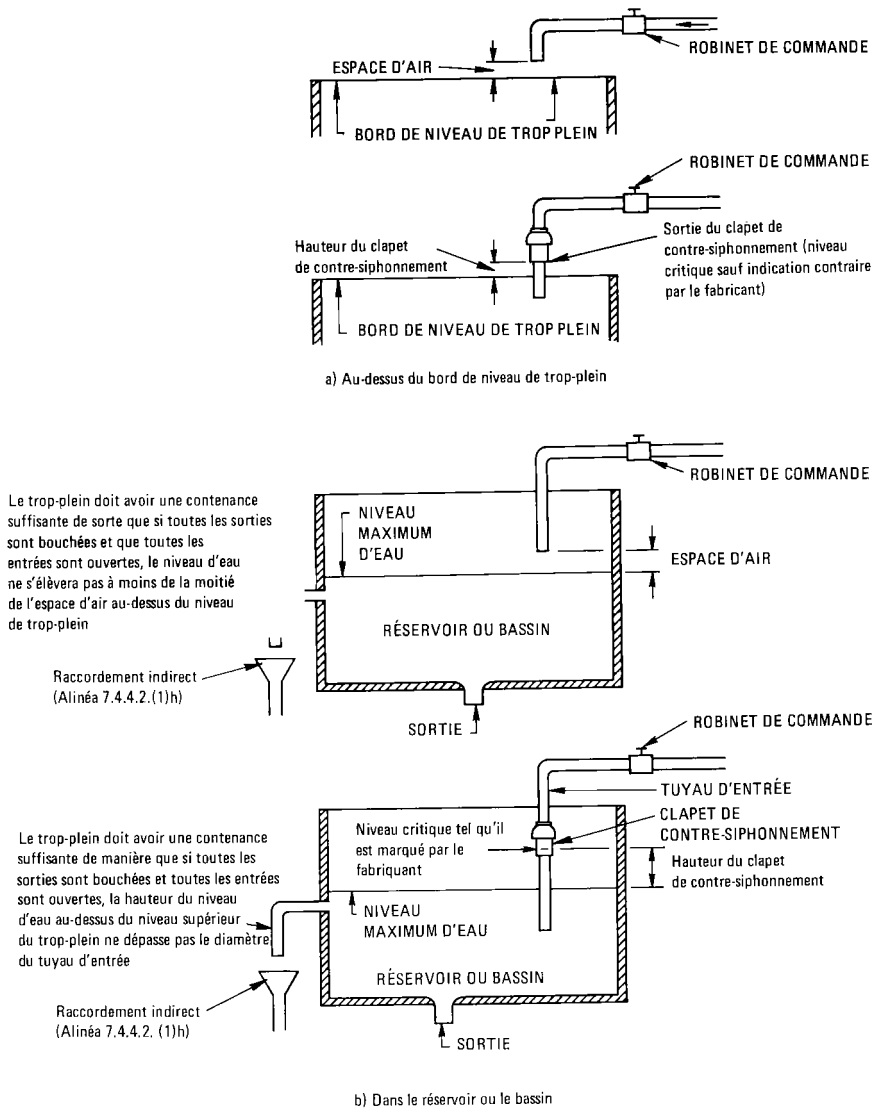 ROBINET DE COMMANDE
ESPACE D'AIR
BORD DE NIVEAU DE TROP PLEIN
ROBINET DE COMMANDE
Hauteur du clapet
de contre-siphonnement
Sortie du clapet de
contre-siphonnement (niveau
critique sauf indication contraire
par le fabricant)
BORD DE NIVEAU DE TROP PLEIN
a) Au-dessus du bord de niveau de trop-plein
ROBINET DE COMMANDE
Le trop-plein doit avoir une contenance
suffisante de sorte que si toutes les sorties
sont bouchées et que toutes les
entrées sont ouvertes, le niveau d'eau
ne s'élèvera pas à moins de la moitié
de l'espace d'air au-dessus du niveau
de trop-plein
NIVEAU
MAXIMUM
D'EAU
ESPACE D'AIR
RÉSERVOIR OU BASSIN
Raccordement indirect
(Alinéa 7.4.4.2.(1)h)
SORTIE
ROBINET DE COMMANDE
TUYAU D'ENTRÉE
CLAPET DE
CONTRE-SIPHONNEMENT
Niveau critique tel qu'il
est marqué par le
fabriquant
Hauteur du clapet
de contre-siphonnement
Le trop-plein doit avoir une contenance
suffisante de manière que si toutes les
sorties sont bouchées et toutes les entrées
sont ouvertes, la hauteur du niveau
d'eau au-dessus du niveau supérieur
du trop-plein ne dépasse pas le diamètre
du tuyau d'entrée
NIVEAU
MAXIMUM D'EAU
RÉSERVOIR OU BASSIN
Raccordement indirect
(Alinéa 7.4.4.2. (1)h)
SORTIE
b) Dans le réservoir ou le bassin